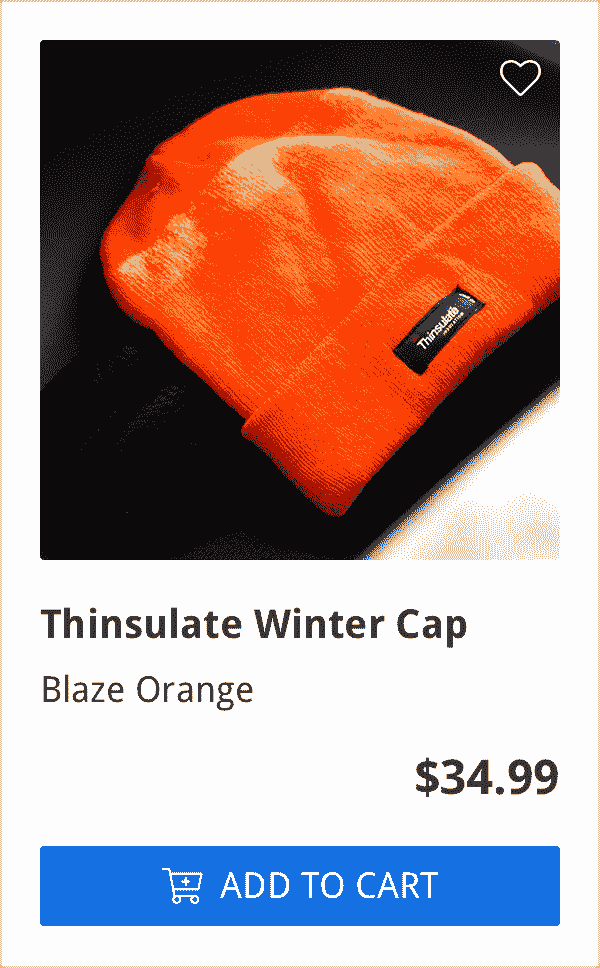 Thinsulate
Thinsulate Winter Cap
Blaze Orange
$34.99
ADD TO CART